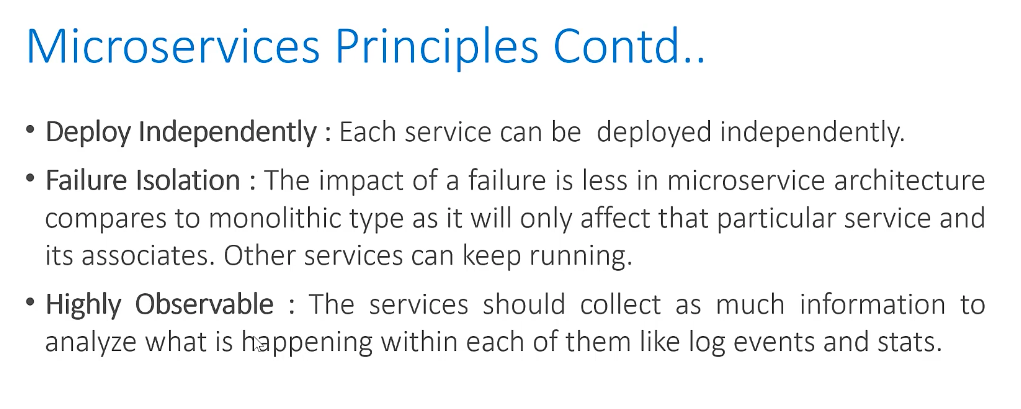 Microservices Principles Contd..
• Deploy Independently : Each service can be  deployed independently.
• Failure Isolation : The impact of a failure is less in microservice architecture
compares to monolithic type as it will only affect that particular service and
its associates. Other services can keep running.
• Highly Observable : The services should collect as much information to
analyze what is happening within each of them like log events and stats.